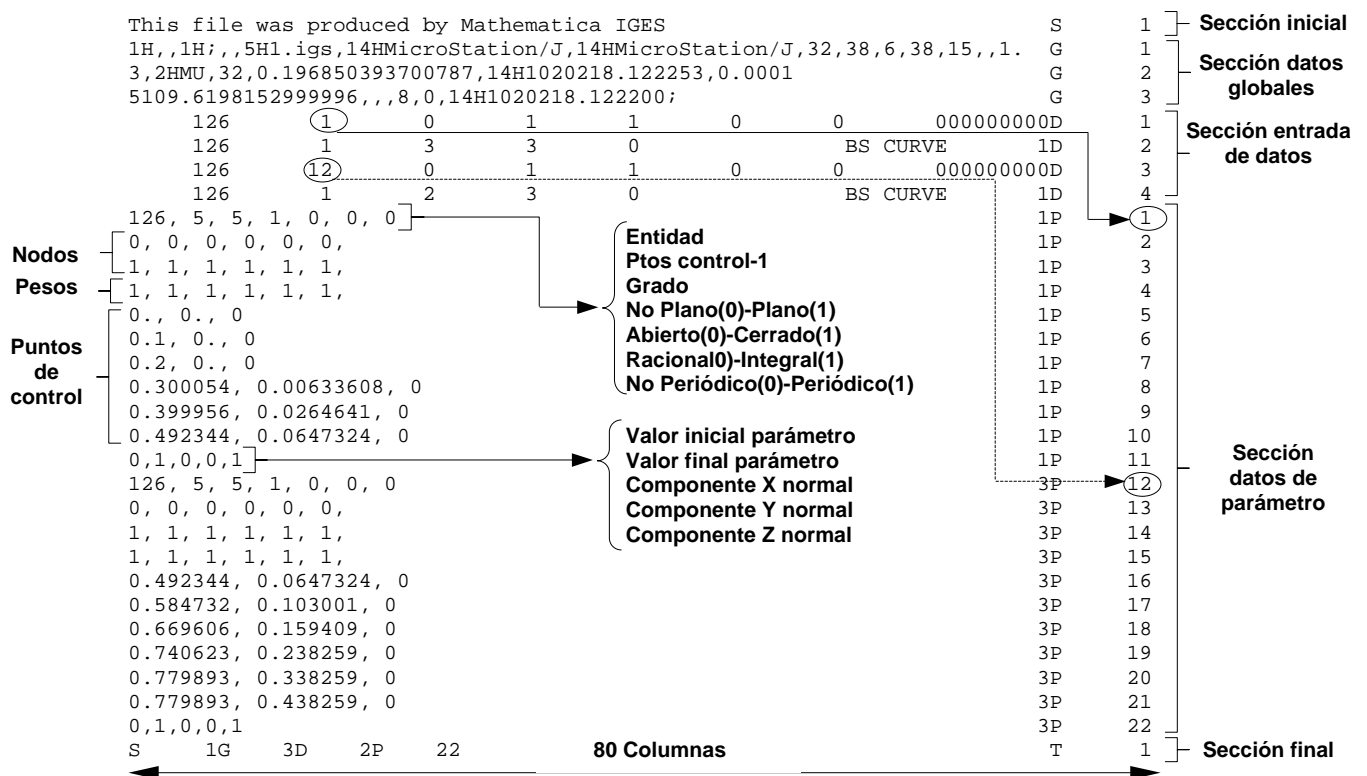 This file was produced by Mathematica IGES S 1 Sección inicial
1H,,1H;,,5H1.igs,14HMicroStation/J,14HMicroStation/J,32,38,6,38,15,,1. G 1
3,2HMU,32,0.196850393700787,14H1020218.122253,0.0001 G 2
5109.6198152999996,,,8,0,14H1020218.122200; G 3
Sección datos
globales
126 1 0 1 1 0 0 000000000D 1
126 1 3 3 0 BS CURVE 1D 2
126 12 0 1 1 0 0 000000000D 3
126 1 2 3 0 BS CURVE 1D 4
Sección entrada
de datos
126, 5, 5, 1, 0, 0, 0 1P 1
0, 0, 0, 0, 0, 0, 1P 2
1, 1, 1, 1, 1, 1, 1P 3
Nodos
1, 1, 1, 1, 1, 1, 1P 4
Pesos
0., 0., 0 1P 5
0.1, 0., 0 1P 6
0.2, 0., 0 1P 7
0.300054, 0.00633608, 0 1P 8
0.399956, 0.0264641, 0 1P 9
0.492344, 0.0647324, 0 1P 10
Puntos
de
control
0,1,0,0,1 1P 11
Entidad
Ptos control-1
Grado
No Plano(0)-Plano(1)
Abierto(0)-Cerrado(1)
Racional0)-Integral(1)
No Periódico(0)-Periódico(1)
Valor inicial parámetro
Valor final parámetro
Componente X normal
Componente Y normal
Componente Z normal
126, 5, 5, 1, 0, 0, 0 3P 12
0, 0, 0, 0, 0, 0, 3P 13
1, 1, 1, 1, 1, 1, 3P 14
1, 1, 1, 1, 1, 1, 3P 15
0.492344, 0.0647324, 0 3P 16
0.584732, 0.103001, 0 3P 17
0.669606, 0.159409, 0 3P 18
0.740623, 0.238259, 0 3P 19
0.779893, 0.338259, 0 3P 20
0.779893, 0.438259, 0 3P 21
0,1,0,0,1 3P 22
Sección
datos de
parámetro
S 1G 3D 2P 22 80 Columnas T 1 Sección final